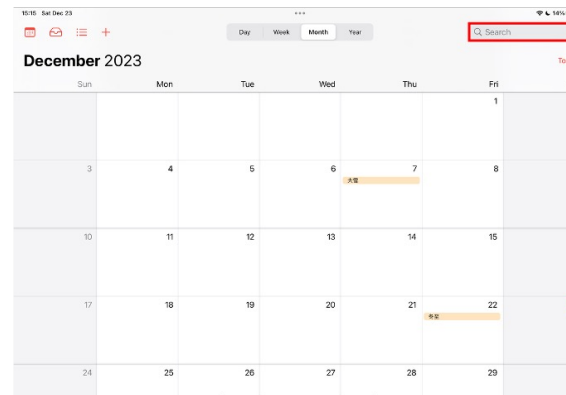 15:15 Sat Dec 23
14%
Day Week Month Year
Search
December 2023
To
Sun Mon Tue Wed Thu Fri
1
3 4 5 6 7 8
大雪
10 11 12 13 14 15
17 18 19 20 21 22
冬至
24 25 26 27 28 29